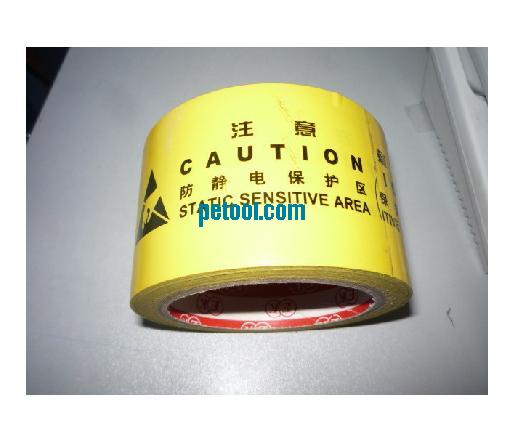 注 意
CAUTION
防静电保护区
STATIC SENSITIVE AREA
petool.com